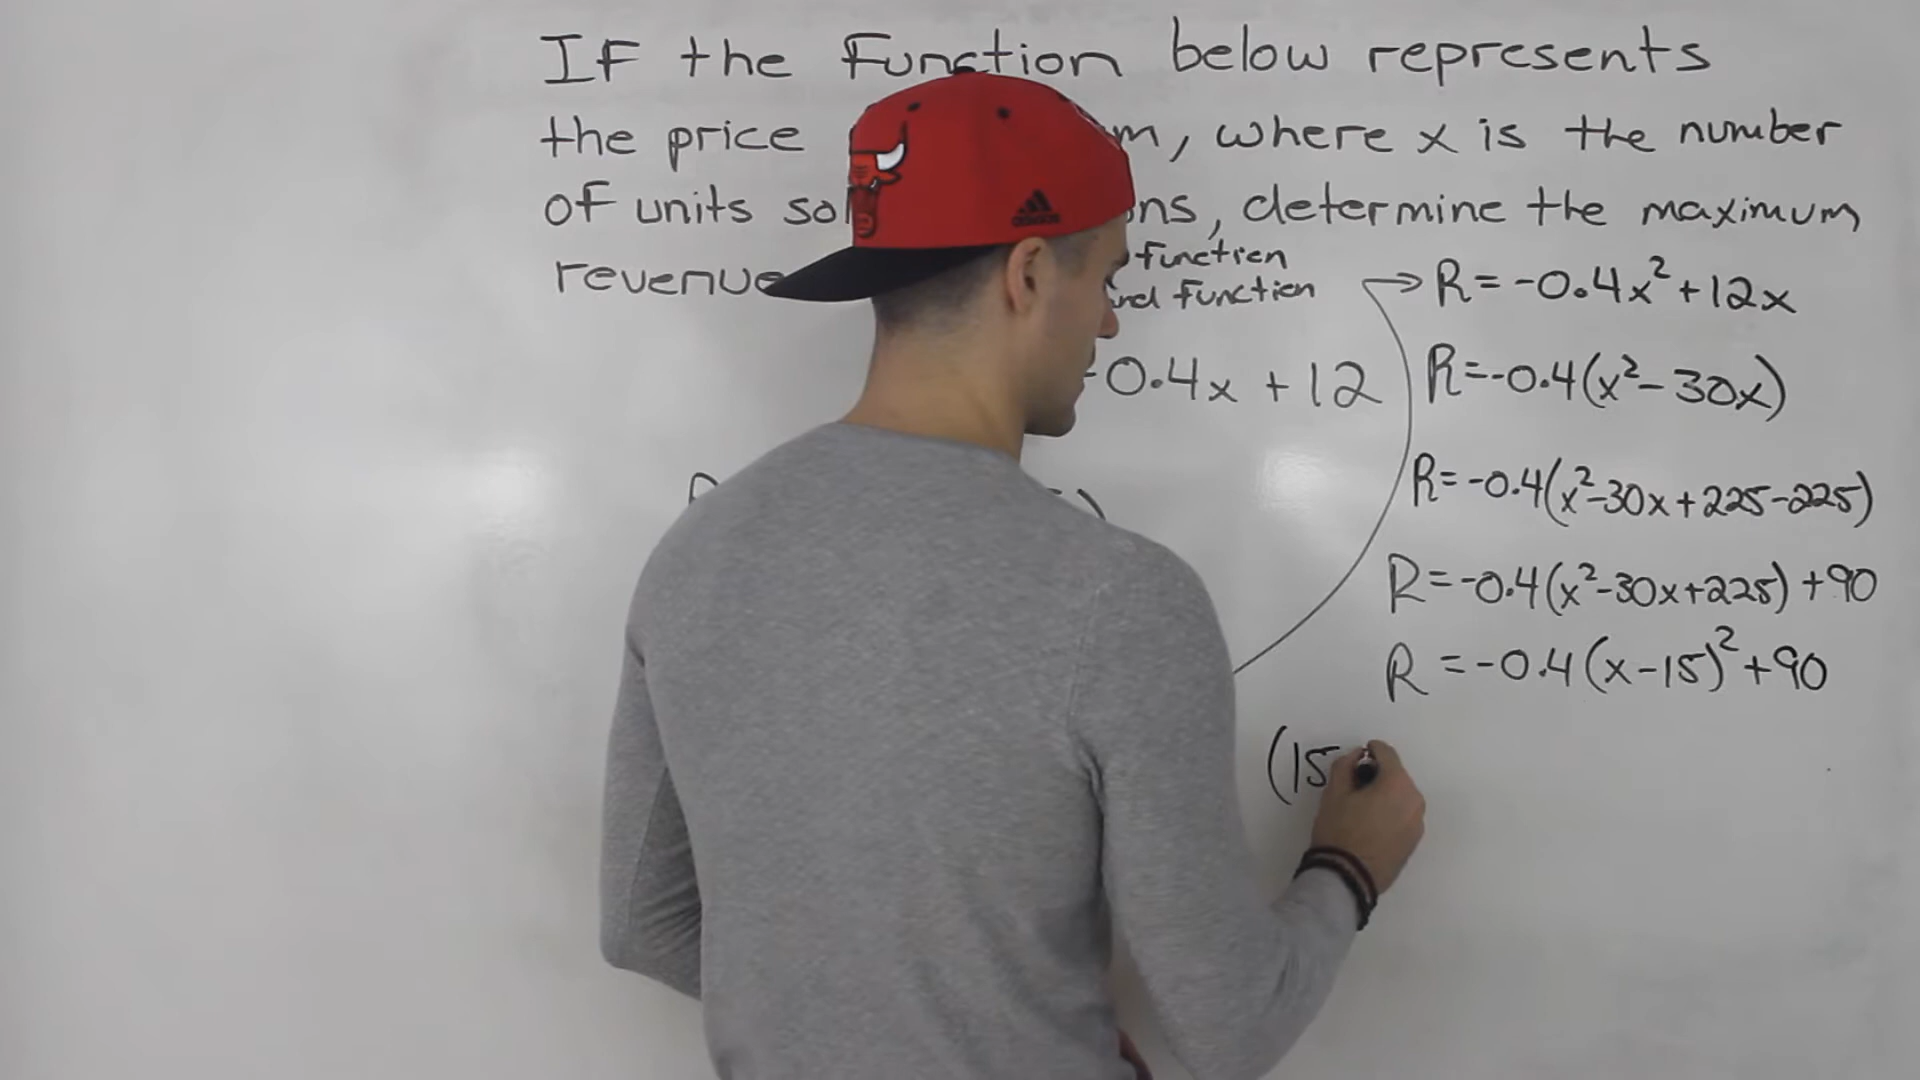 IF the Function below represents
the price m, where x is the number
of units sol ns, determine the maximum
revenue
Function
Function
-0.4x + 12
R = -0.4x² + 12x
R = -0.4(x² - 30x)
R = -0.4(x² - 30x + 225 - 225)
R = -0.4(x² - 30x + 225) + 90
R = -0.4(x - 15)² + 90
(15
adidas